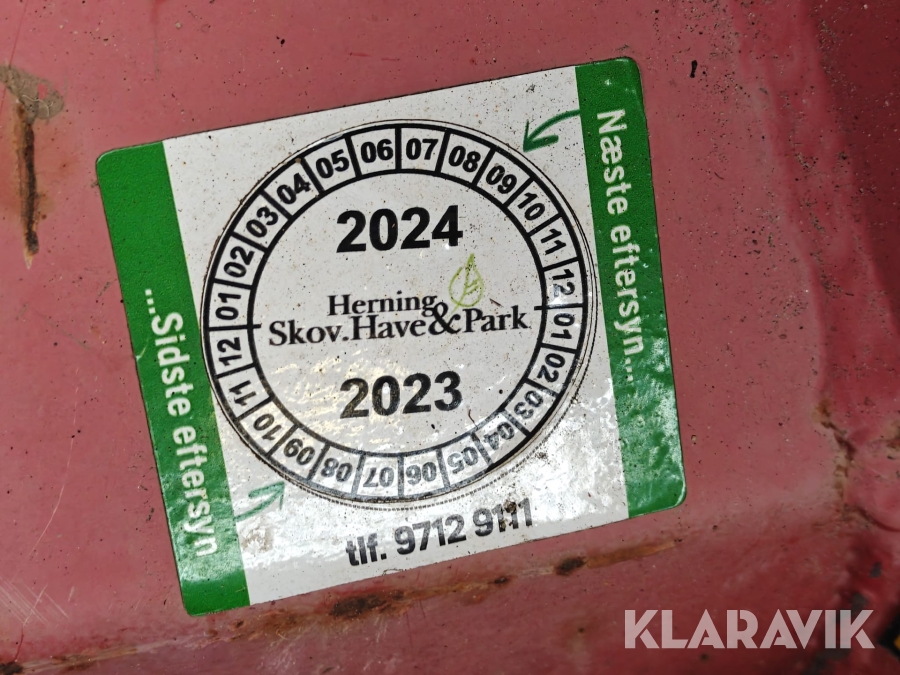 Næste eftersyn...
01 02 03 04 05 06 07 08 09 10 11 12
2024
Herning
Skov.Have&Park
2023
01 02 03 04 05 06 07 08 09 10 11 12
...Sidste eftersyn
tlf. 9712 9111
KLARAVIK